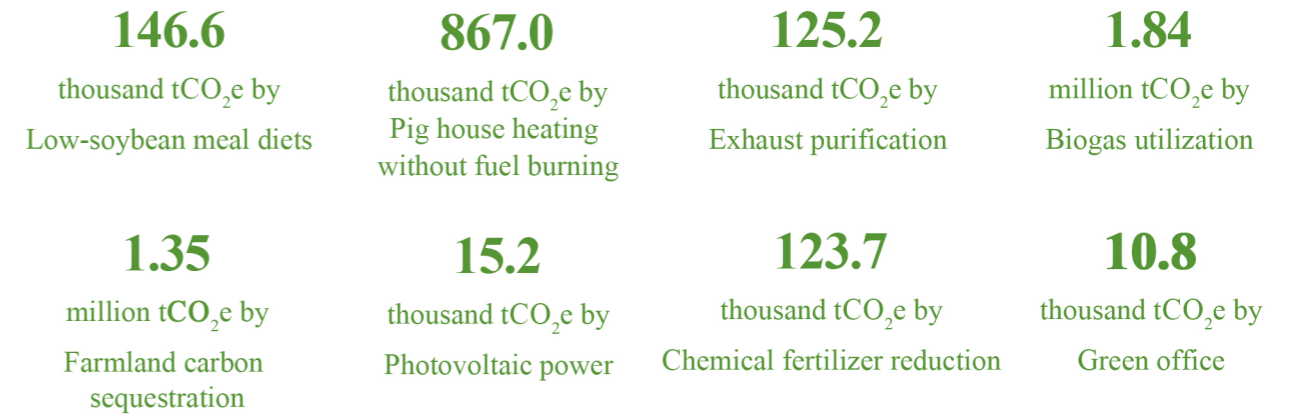 146.6
thousand tCO₂e by
Low-soybean meal diets
867.0
thousand tCO₂e by
Pig house heating
without fuel burning
125.2
thousand tCO₂e by
Exhaust purification
1.84
million tCO₂e by
Biogas utilization
1.35
million tCO₂e by
Farmland carbon
sequestration
15.2
thousand tCO₂e by
Photovoltaic power
123.7
thousand tCO₂e by
Chemical fertilizer reduction
10.8
thousand tCO₂e by
Green office